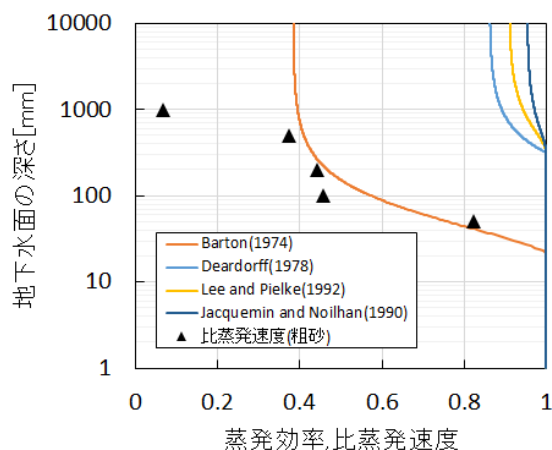 10000
1000
100
10
1
地下水面の深さ[mm]
Barton(1974)
Deardorff(1978)
Lee and Pielke(1992)
Jacquemin and Noilhan(1990)
比蒸発速度(粗砂)
0 0.2 0.4 0.6 0.8 1
蒸発効率,比蒸発速度